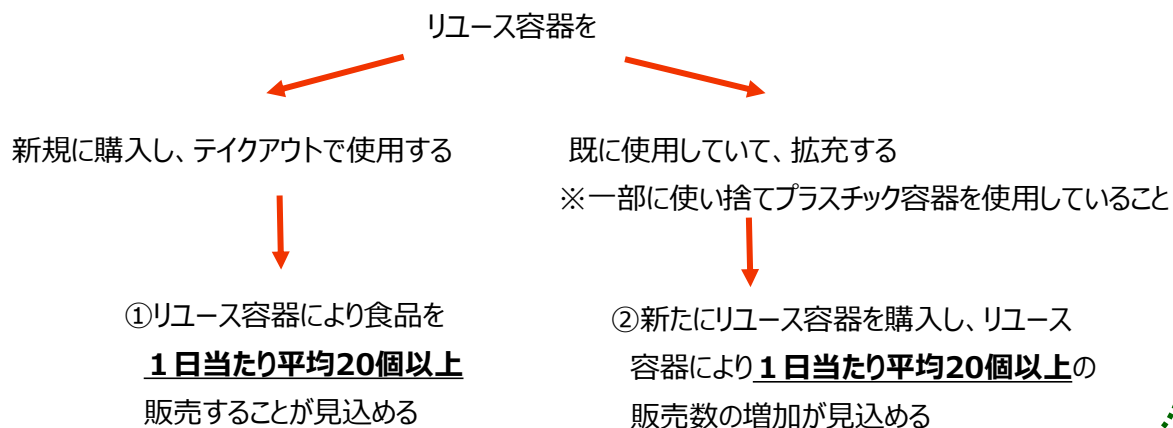 リユース容器を
新規に購入し、テイクアウトで使用する
既に使用していて、拡充する
※一部に使い捨てプラスチック容器を使用していること
①リユース容器により食品を
１日当たり平均20個以上
販売することが見込める
②新たにリユース容器を購入し、リユース
容器により１日当たり平均20個以上の
販売数の増加が見込める